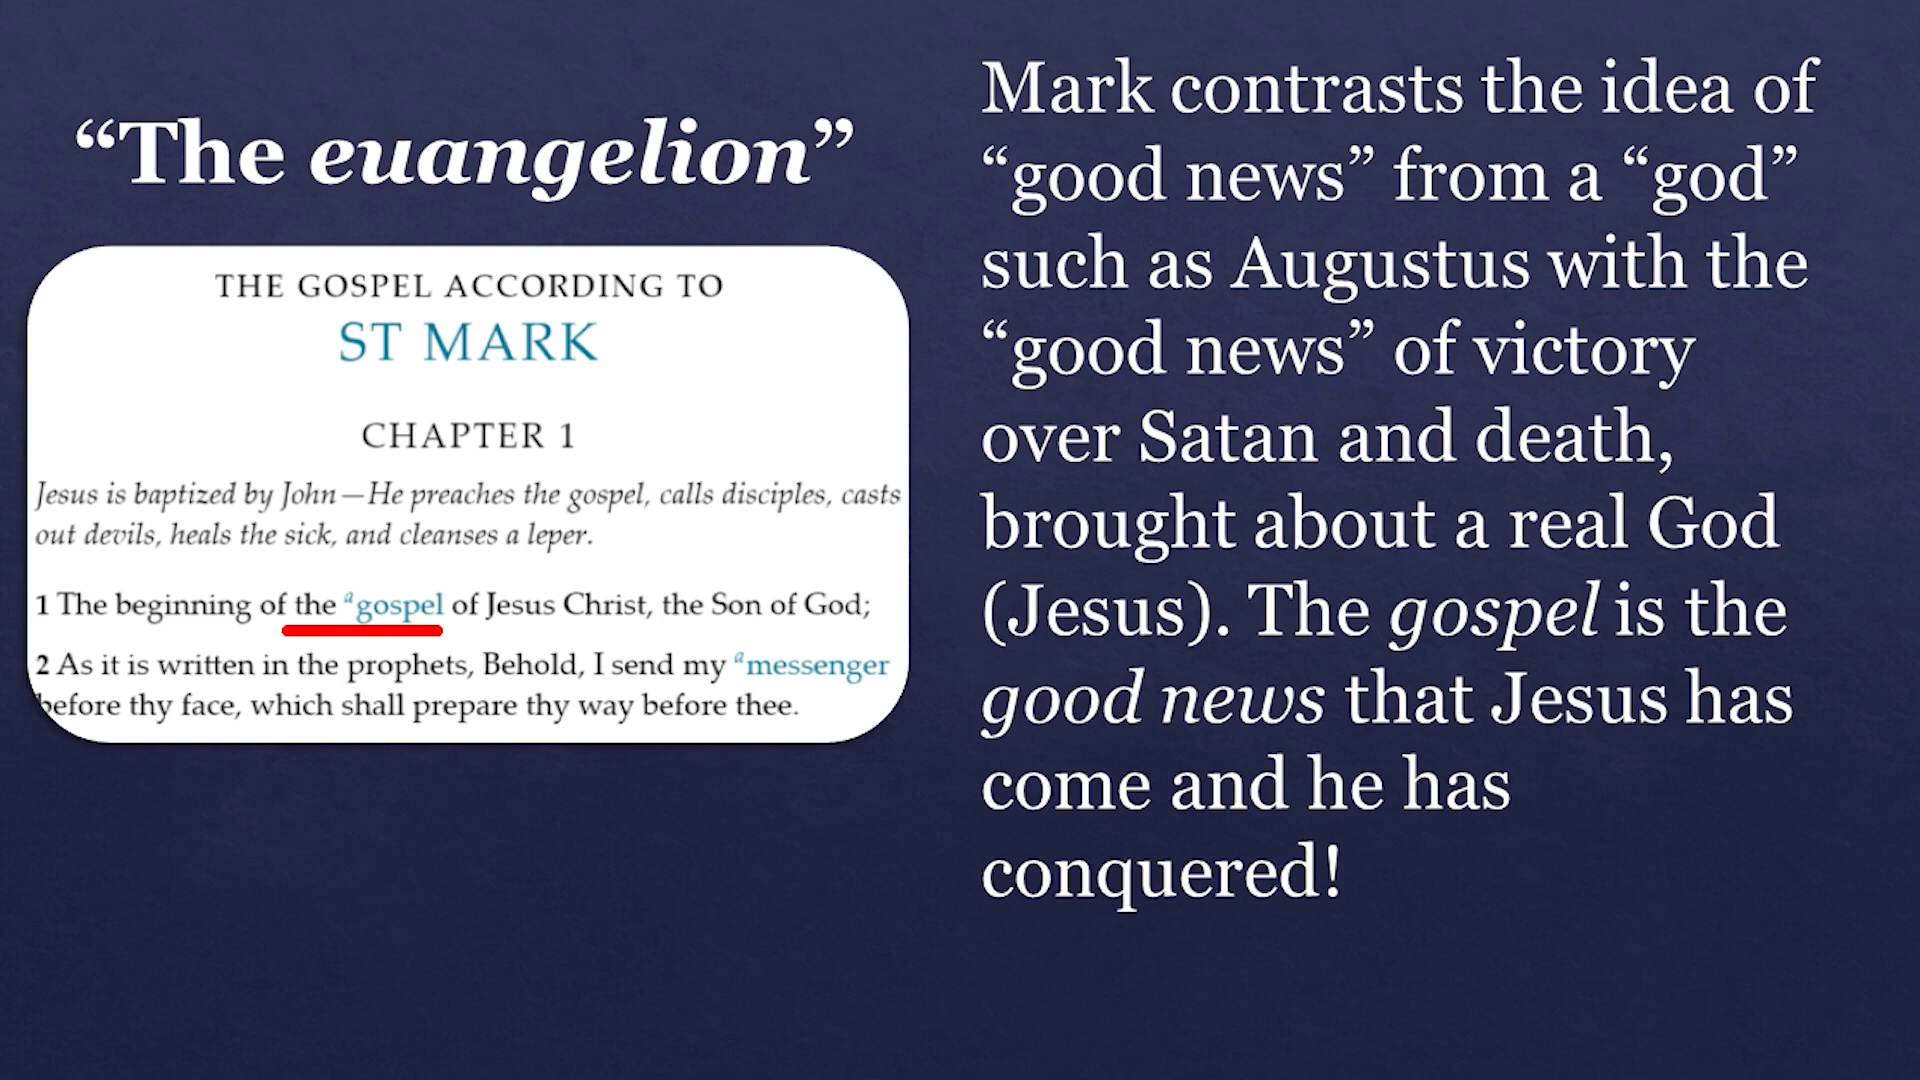 “The euangelion”
THE GOSPEL ACCORDING TO
ST MARK
CHAPTER 1
Jesus is baptized by John—He preaches the gospel, calls disciples, casts
out devils, heals the sick, and cleanses a leper.
1 The beginning of the a gospel of Jesus Christ, the Son of God;
2 As it is written in the prophets, Behold, I send my a messenger
before thy face, which shall prepare thy way before thee.
Mark contrasts the idea of
“good news” from a “god”
such as Augustus with the
“good news” of victory
over Satan and death,
brought about a real God
(Jesus). The gospel is the
good news that Jesus has
come and he has
conquered!